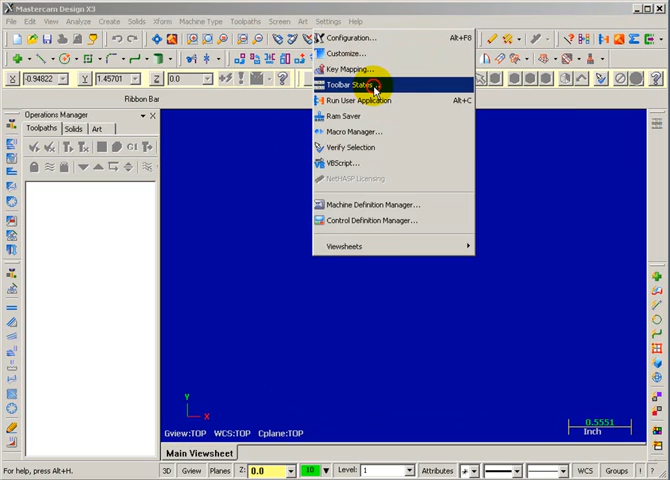 Mastercam Design X3
File Edit View Analyze Create Solids Xform Machine Type Toolpaths Screen Art Settings Help
Configuration... Alt+F8
Customize...
Key Mapping...
Toolbar States...
Run User Application Alt+C
Ram Saver
Macro Manager...
Verify Selection
VBScript...
NetHASP Licensing
Machine Definition Manager...
Control Definition Manager...
Viewsheets
X -0.94822 Y 1.45701 Z 0.0
Ribbon Bar
Operations Manager
Toolpaths Solids Art
G1
Y
X
Gview:TOP WCS:TOP Cplane:TOP
0.5551
Inch
Main Viewsheet
For help, press Alt+H. 3D Gview Planes Z: 0.0 10 Level: 1 Attributes WCS Groups ! ?